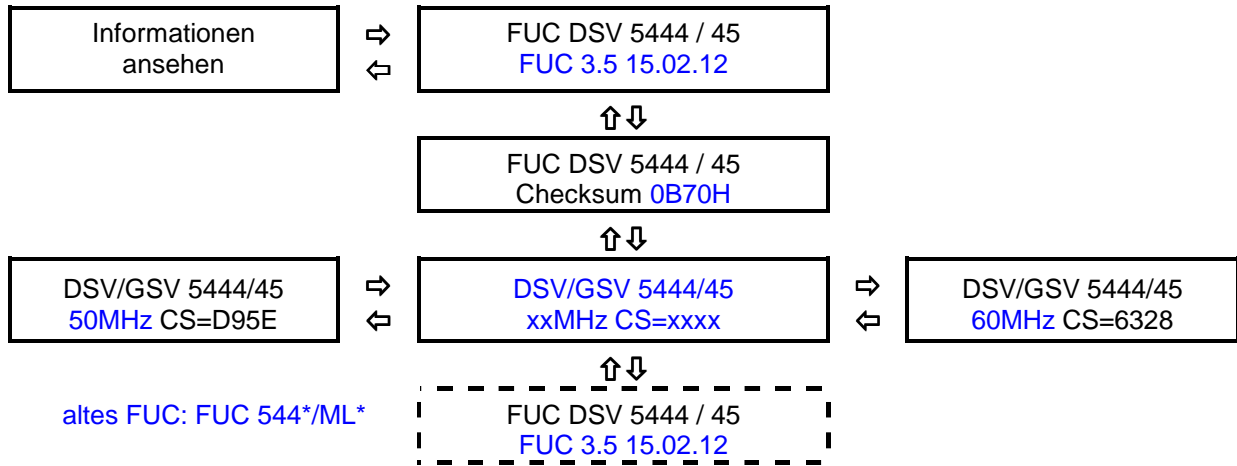 Informationen
ansehen
FUC DSV 5444 / 45
FUC 3.5 15.02.12
FUC DSV 5444 / 45
Checksum 0B70H
DSV/GSV 5444/45
50MHz CS=D95E
DSV/GSV 5444/45
xxMHz CS=xxxx
DSV/GSV 5444/45
60MHz CS=6328
altes FUC: FUC 544*/ML*
FUC DSV 5444 / 45
FUC 3.5 15.02.12